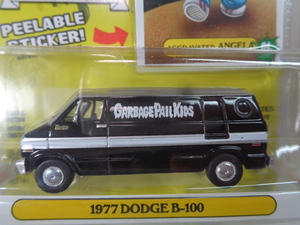 PEELABLE
STICKER!
AGGRAVATED ANGELA
GARBAGE PAIL KIDS
1977 DODGE B-100